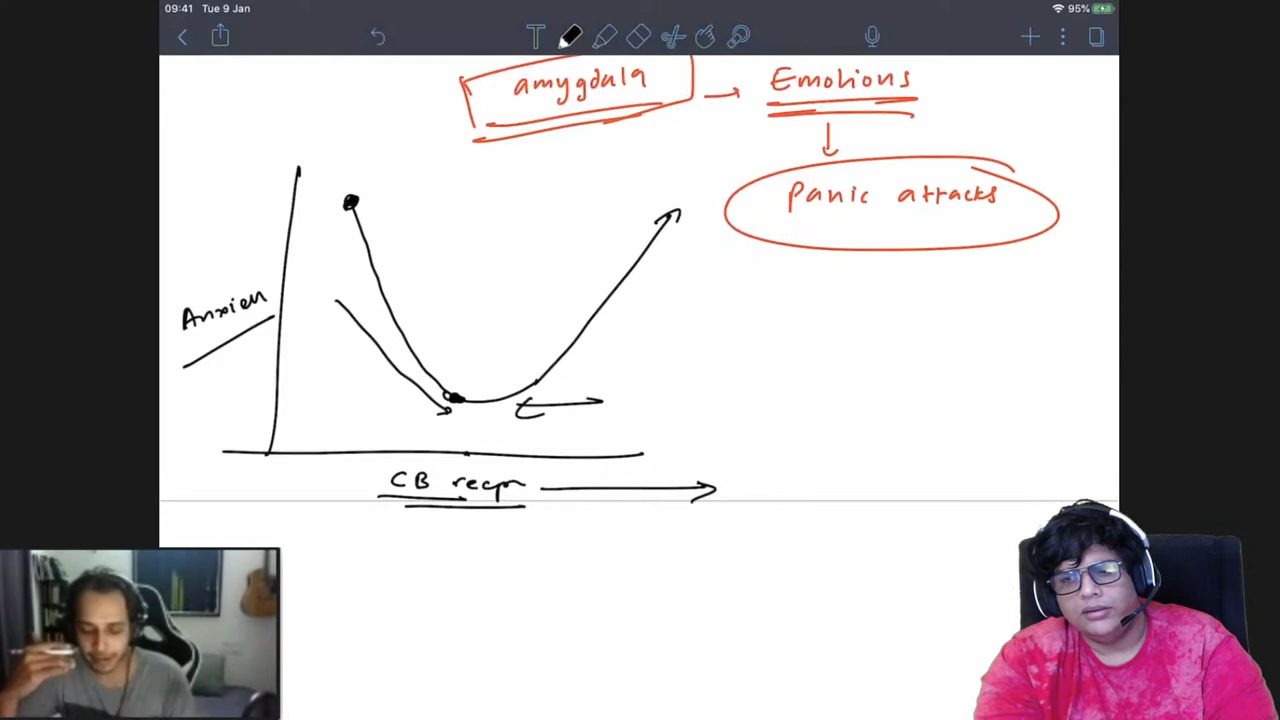 09:41 Tue 9 Jan
95%
T
amygdala → Emotions
Panic attacks
Anxien
CB